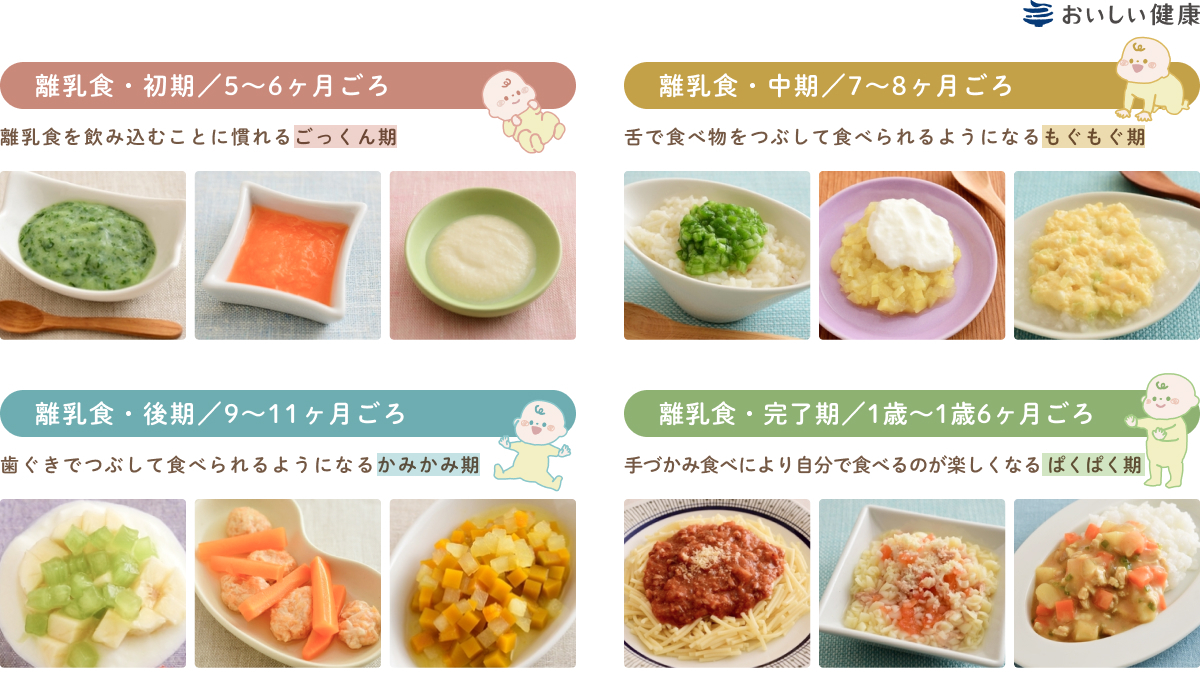 おいしい健康
離乳食・初期／5〜6ヶ月ごろ
離乳食を飲み込むことに慣れるごっくん期
離乳食・中期／7〜8ヶ月ごろ
舌で食べ物をつぶして食べられるようになるもぐもぐ期
離乳食・後期／9〜11ヶ月ごろ
歯ぐきでつぶして食べられるようになるかみかみ期
離乳食・完了期／1歳〜1歳6ヶ月ごろ
手づかみ食べにより自分で食べるのが楽しくなる ぱくぱく期